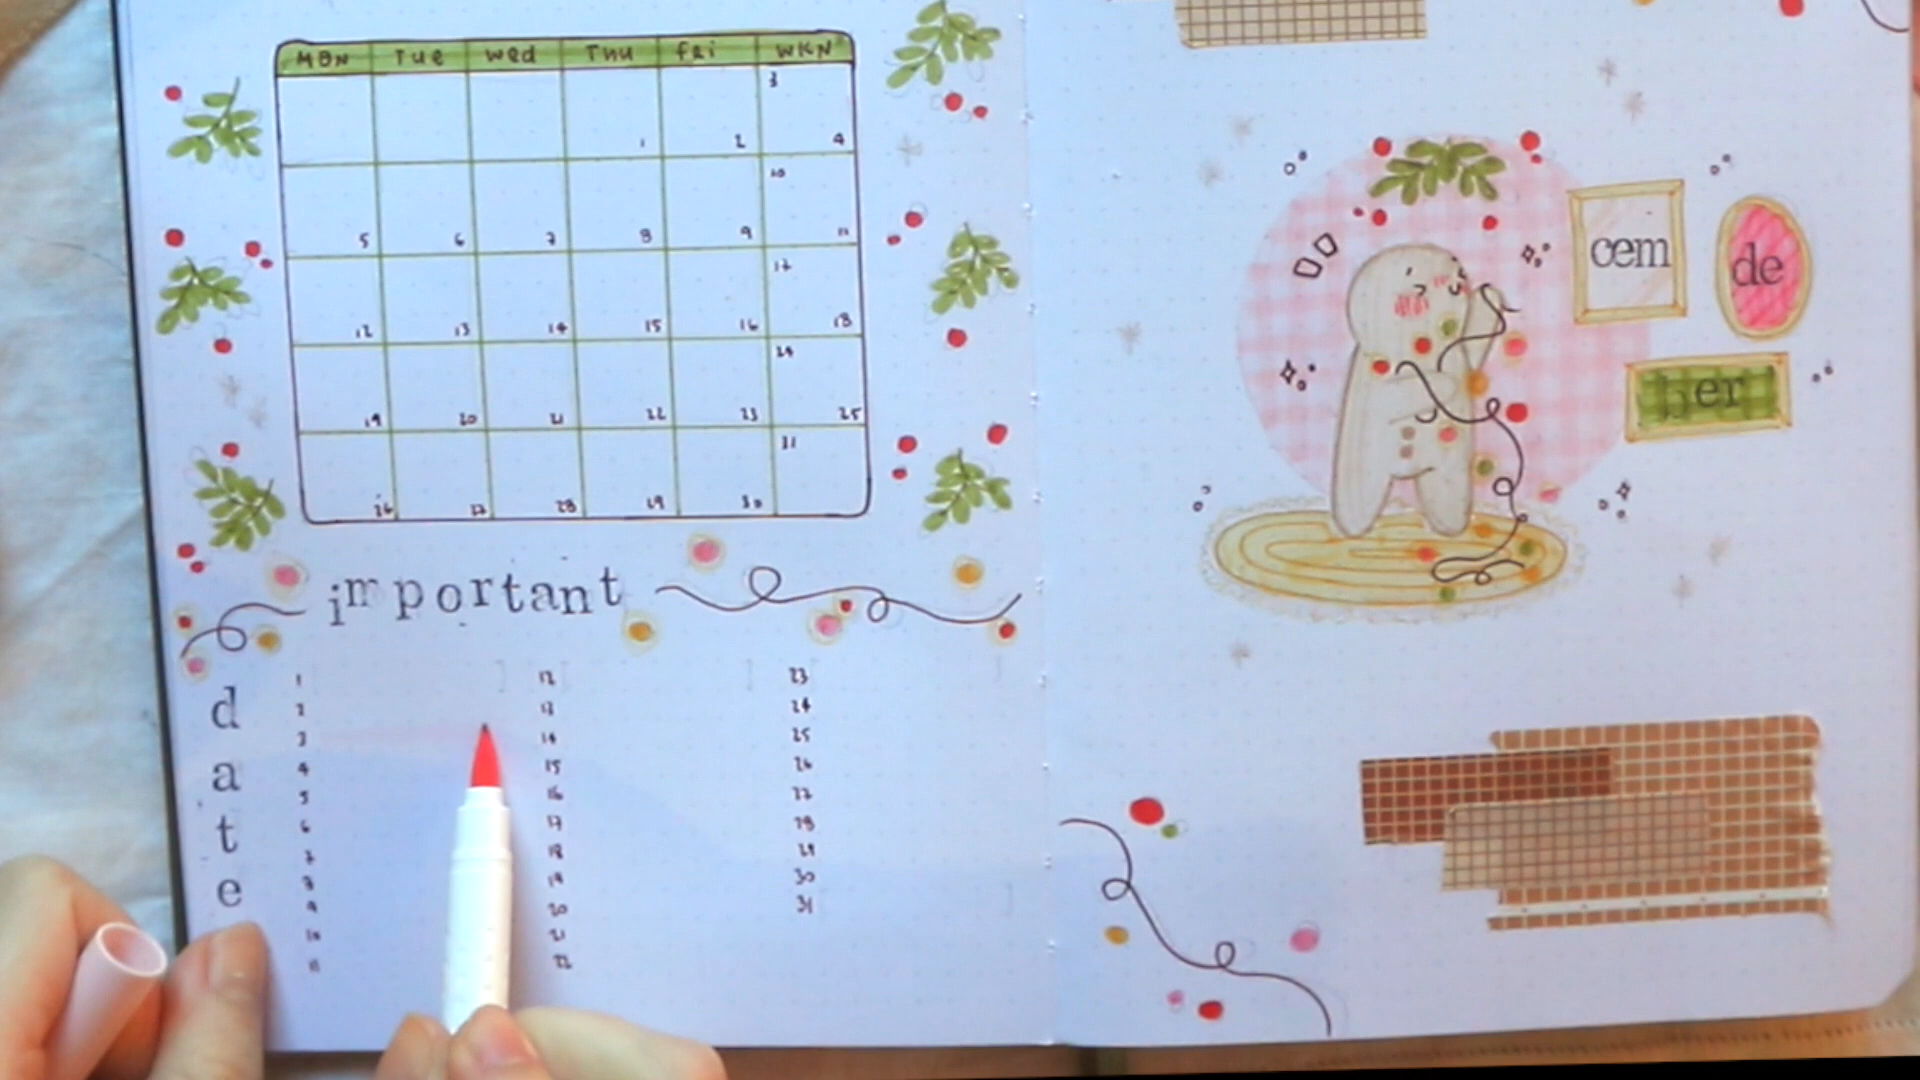 MON TUE Wed THU FRI WKN
3
1 2 4
10
5 6 7 8 9 11
17
12 13 14 15 16 18
24
19 20 21 22 23 25
31
26 27 28 29 30
important
date
1 12 23
2 13 24
3 14 25
4 15 26
5 16 27
6 17 28
7 18 29
8 19 30
9 20 31
10 21
11 22
cem
de
ber